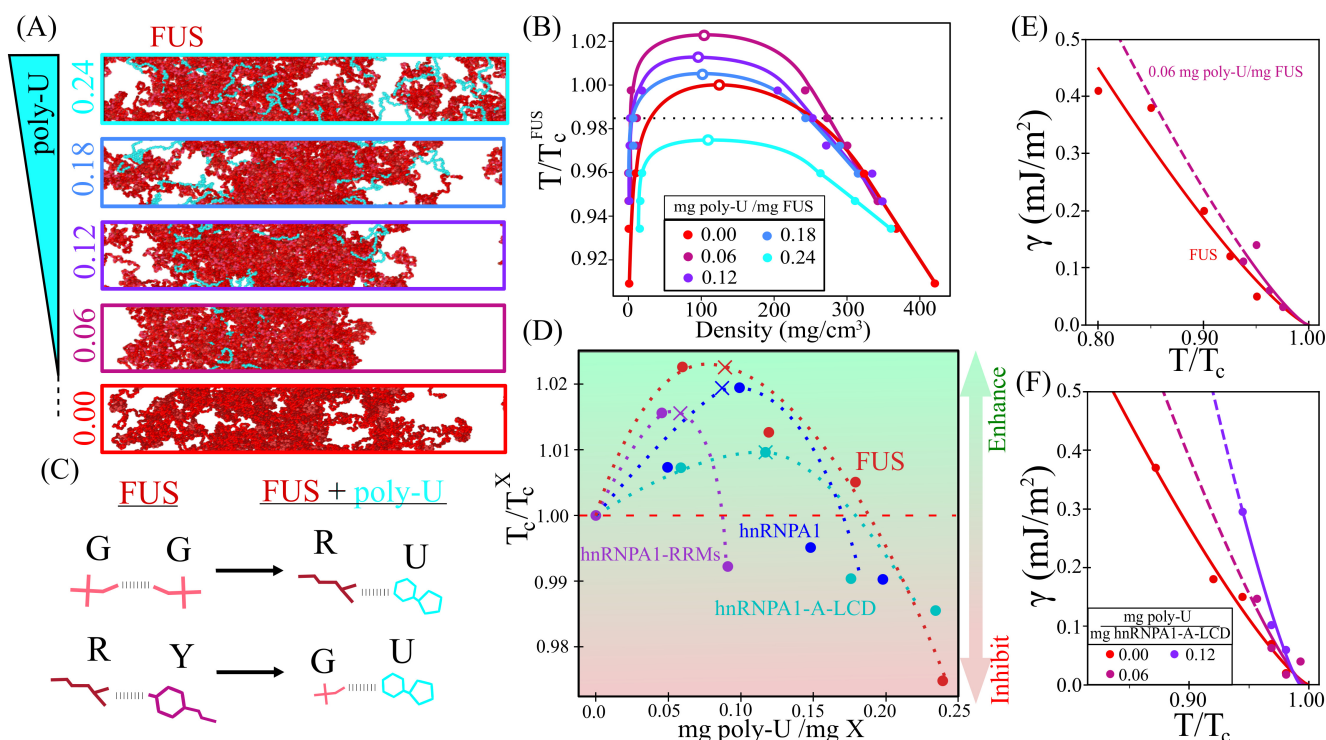 (A)
FUS
poly-U
0.24
0.18
0.12
0.06
0.00
(B)
T/T_c^FUS
1.02
1.00
0.98
0.96
0.94
0.92
0
100
200
300
400
Density (mg/cm³)
mg poly-U /mg FUS
0.00
0.18
0.06
0.24
0.12
(C)
FUS
FUS + poly-U
G G
R
U
R Y
G
U
(D)
T_c/T_c^X
1.02
1.01
1.00
0.99
0.98
0.0
0.05
0.10
0.15
0.20
0.25
mg poly-U /mg X
FUS
hnRNPA1
hnRNPA1-RRMs
hnRNPA1-A-LCD
Enhance
Inhibit
(E)
γ (mJ/m²)
0.5
0.4
0.3
0.2
0.1
0.0
0.80
0.90
1.00
T/T_c
0.06 mg poly-U/mg FUS
FUS
(F)
γ (mJ/m²)
0.5
0.4
0.3
0.2
0.1
0.0
0.90
1.00
T/T_c
mg poly-U
mg hnRNPA1-A-LCD
0.00
0.12
0.06